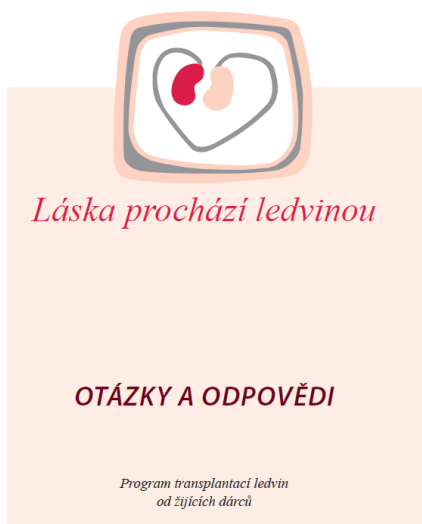 Láska prochází ledvinou
OTÁZKY A ODPOVĚDI
Program transplantací ledvin
od žijících dárců